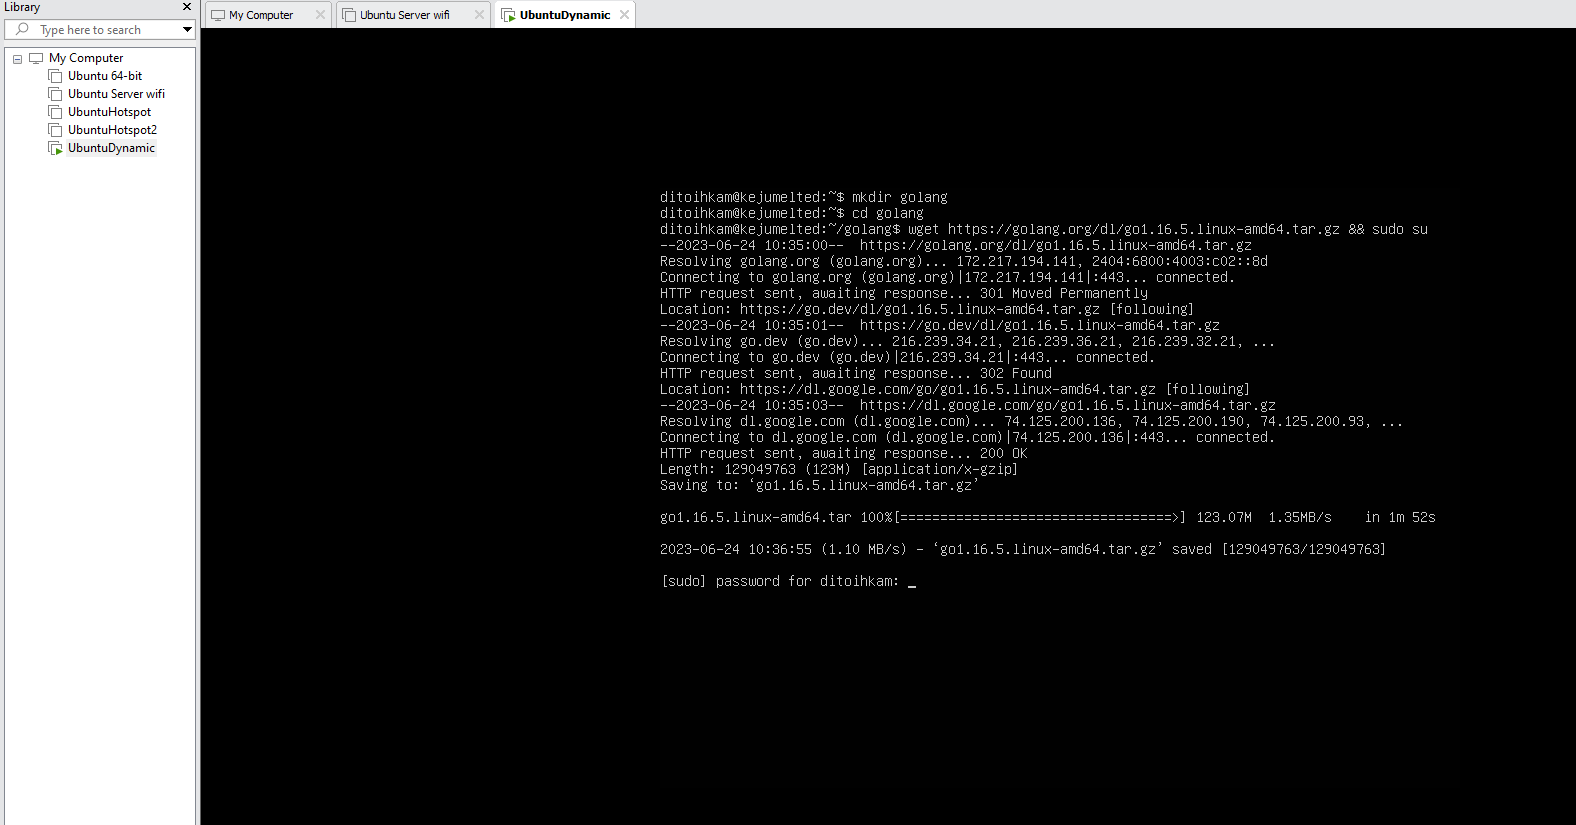 Library
Type here to search
My Computer
Ubuntu 64-bit
Ubuntu Server wifi
UbuntuHotspot
UbuntuHotspot2
UbuntuDynamic
My Computer
Ubuntu Server wifi
UbuntuDynamic
ditoihkam@kejumelted:~$ mkdir golang
ditoihkam@kejumelted:~$ cd golang
ditoihkam@kejumelted:~/golang$ wget https://golang.org/dl/go1.16.5.linux-amd64.tar.gz && sudo su
--2023-06-24 10:35:00--  https://golang.org/dl/go1.16.5.linux-amd64.tar.gz
Resolving golang.org (golang.org)... 172.217.194.141, 2404:6800:4003:c02::8d
Connecting to golang.org (golang.org)|172.217.194.141|:443... connected.
HTTP request sent, awaiting response... 301 Moved Permanently
Location: https://go.dev/dl/go1.16.5.linux-amd64.tar.gz [following]
--2023-06-24 10:35:01--  https://go.dev/dl/go1.16.5.linux-amd64.tar.gz
Resolving go.dev (go.dev)... 216.239.34.21, 216.239.36.21, 216.239.32.21, ...
Connecting to go.dev (go.dev)|216.239.34.21|:443... connected.
HTTP request sent, awaiting response... 302 Found
Location: https://dl.google.com/go/go1.16.5.linux-amd64.tar.gz [following]
--2023-06-24 10:35:03--  https://dl.google.com/go/go1.16.5.linux-amd64.tar.gz
Resolving dl.google.com (dl.google.com)... 74.125.200.136, 74.125.200.190, 74.125.200.93, ...
Connecting to dl.google.com (dl.google.com)|74.125.200.136|:443... connected.
HTTP request sent, awaiting response... 200 OK
Length: 129049763 (123M) [application/x-gzip]
Saving to: ‘go1.16.5.linux-amd64.tar.gz’
go1.16.5.linux-amd64.tar 100%[==================================>] 123.07M  1.35MB/s    in 1m 52s
2023-06-24 10:36:55 (1.10 MB/s) - ‘go1.16.5.linux-amd64.tar.gz’ saved [129049763/129049763]
[sudo] password for ditoihkam: _